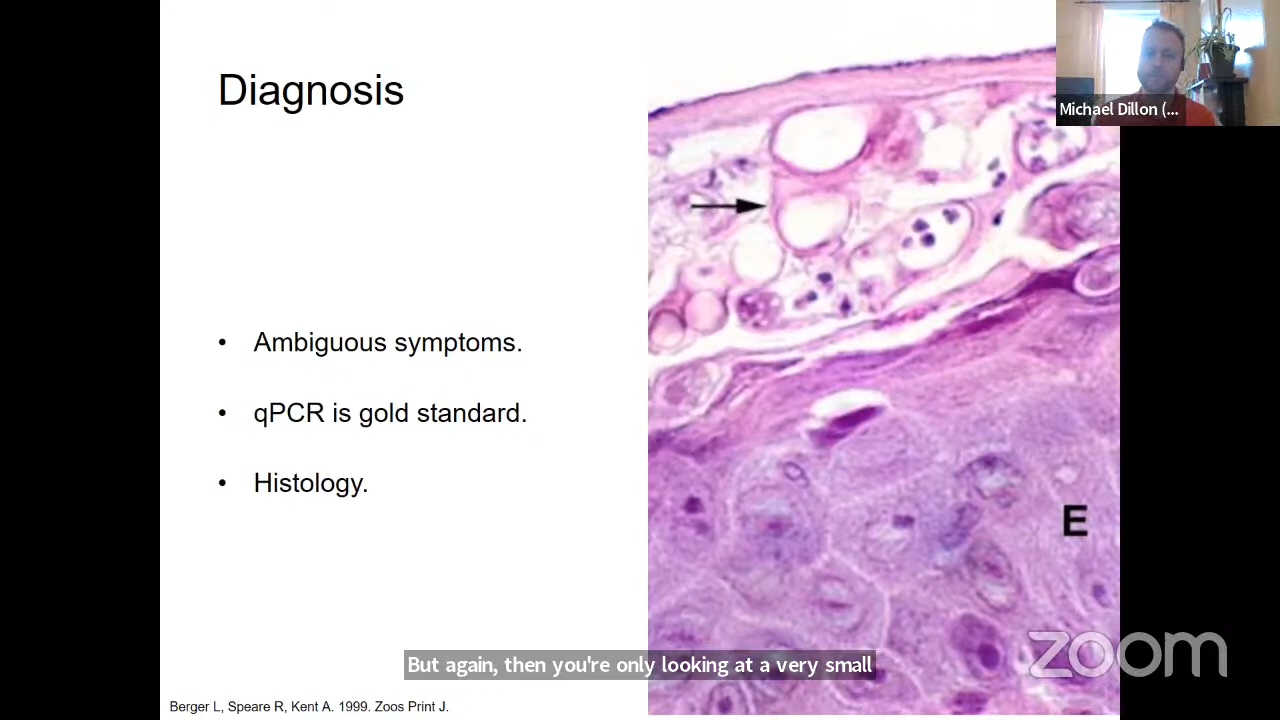 Diagnosis
Michael Dillon (...
• Ambiguous symptoms.
• qPCR is gold standard.
• Histology.
E
zoom
But again, then you're only looking at a very small
Berger L, Speare R, Kent A. 1999. Zoos Print J.